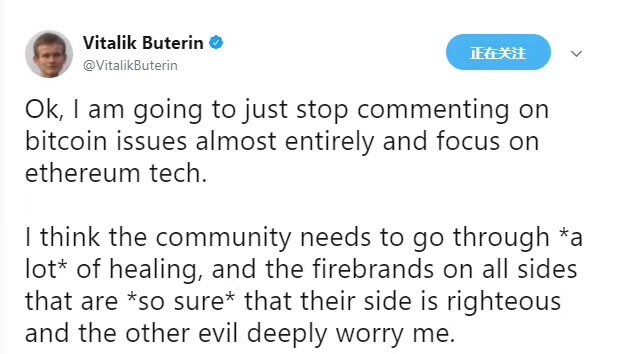 Vitalik Buterin
@VitalikButerin
正在关注
Ok, I am going to just stop commenting on
bitcoin issues almost entirely and focus on
ethereum tech.
I think the community needs to go through *a
lot* of healing, and the firebrands on all sides
that are *so sure* that their side is righteous
and the other evil deeply worry me.